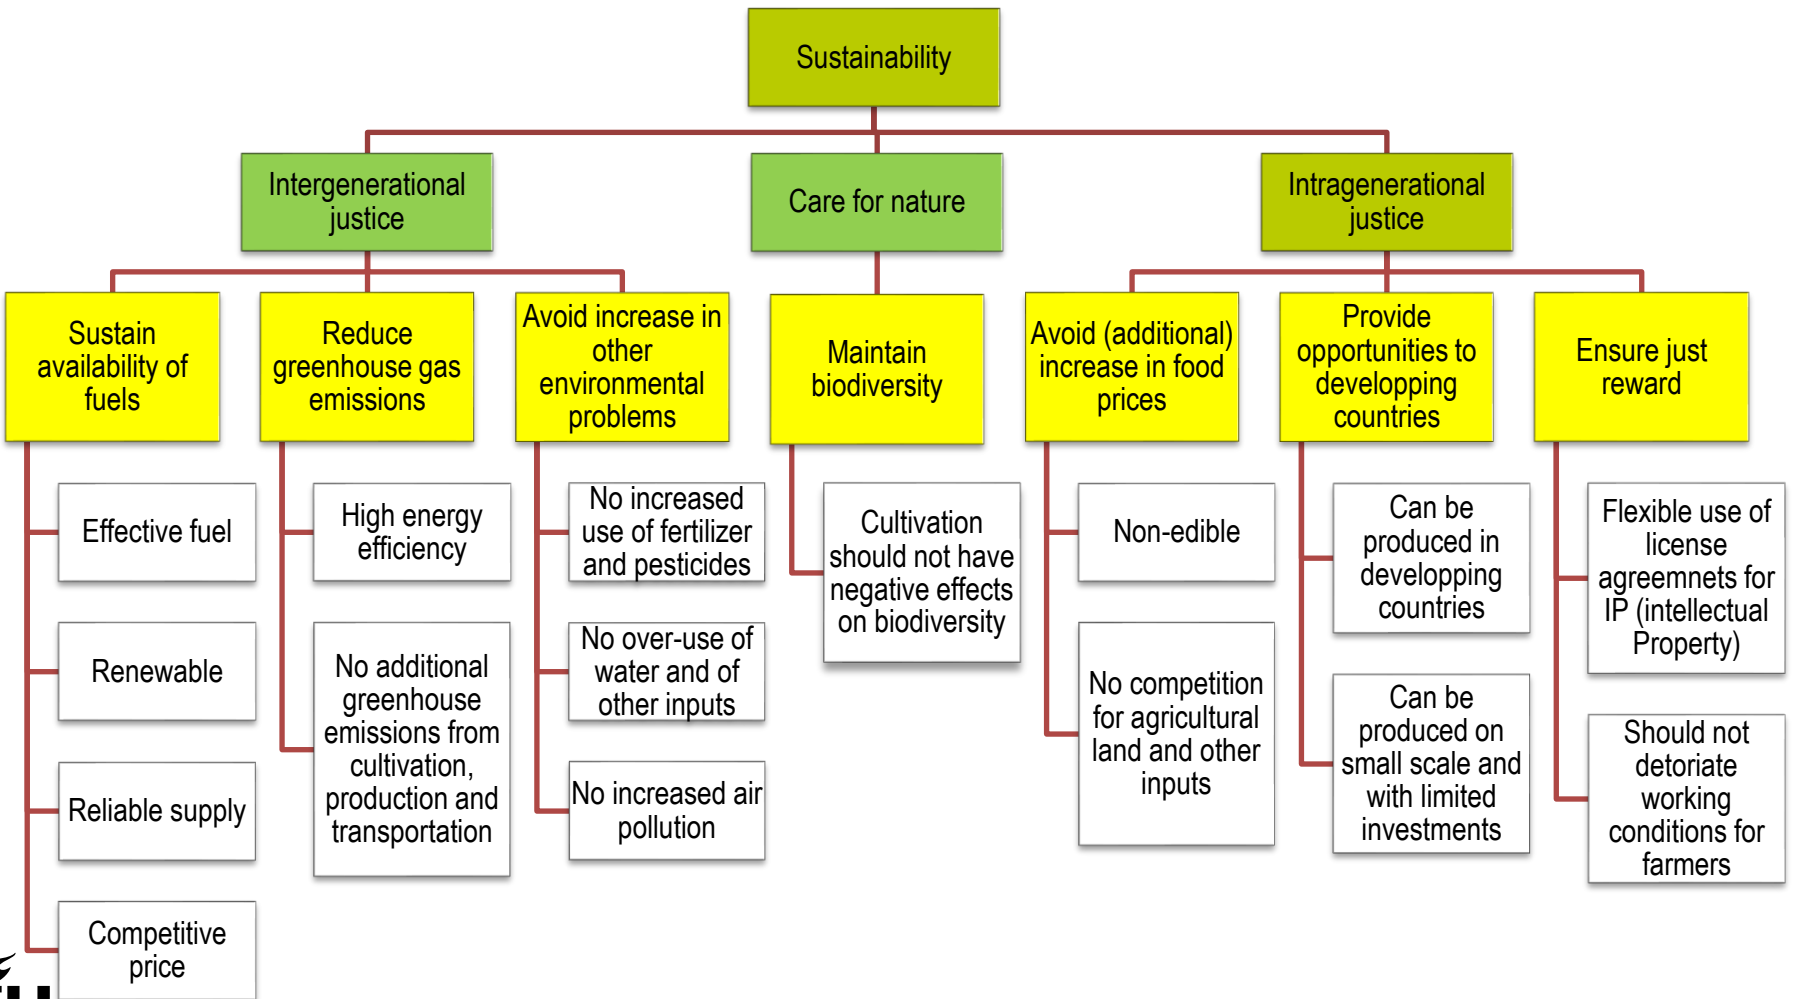 Sustainability
Intergenerational
justice
Care for nature
Intragenerational
justice
Sustain
availability of
fuels
Reduce
greenhouse gas
emissions
Avoid increase in
other
environmental
problems
Maintain
biodiversity
Avoid (additional)
increase in food
prices
Provide
opportunities to
developping
countries
Ensure just
reward
Effective fuel
Renewable
Reliable supply
Competitive
price
High energy
efficiency
No additional
greenhouse
emissions from
cultivation,
production and
transportation
No increased
use of fertilizer
and pesticides
No over-use of
water and of
other inputs
No increased air
pollution
Cultivation
should not have
negative effects
on biodiversity
Non-edible
No competition
for agricultural
land and other
inputs
Can be
produced in
developping
countries
Can be
produced on
small scale and
with limited
investments
Flexible use of
license
agreemnets for
IP (intellectual
Property)
Should not
detoriate
working
conditions for
farmers